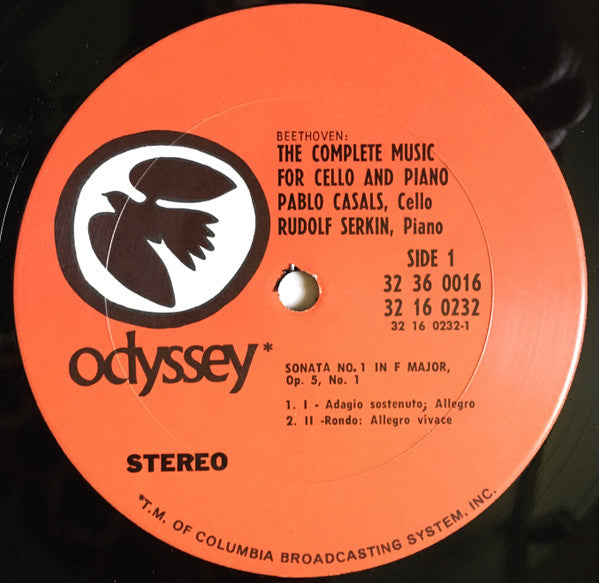 BEETHOVEN:
THE COMPLETE MUSIC
FOR CELLO AND PIANO
PABLO CASALS, Cello
RUDOLF SERKIN, Piano
SIDE 1
32 36 0016
32 16 0232
32 16 0232-1
odyssey*
SONATA NO. 1 IN F MAJOR,
Op. 5, No. 1
1. I - Adagio sostenuto; Allegro
2. II -Rondo: Allegro vivace
STEREO
*T.M. OF COLUMBIA BROADCASTING SYSTEM, INC.